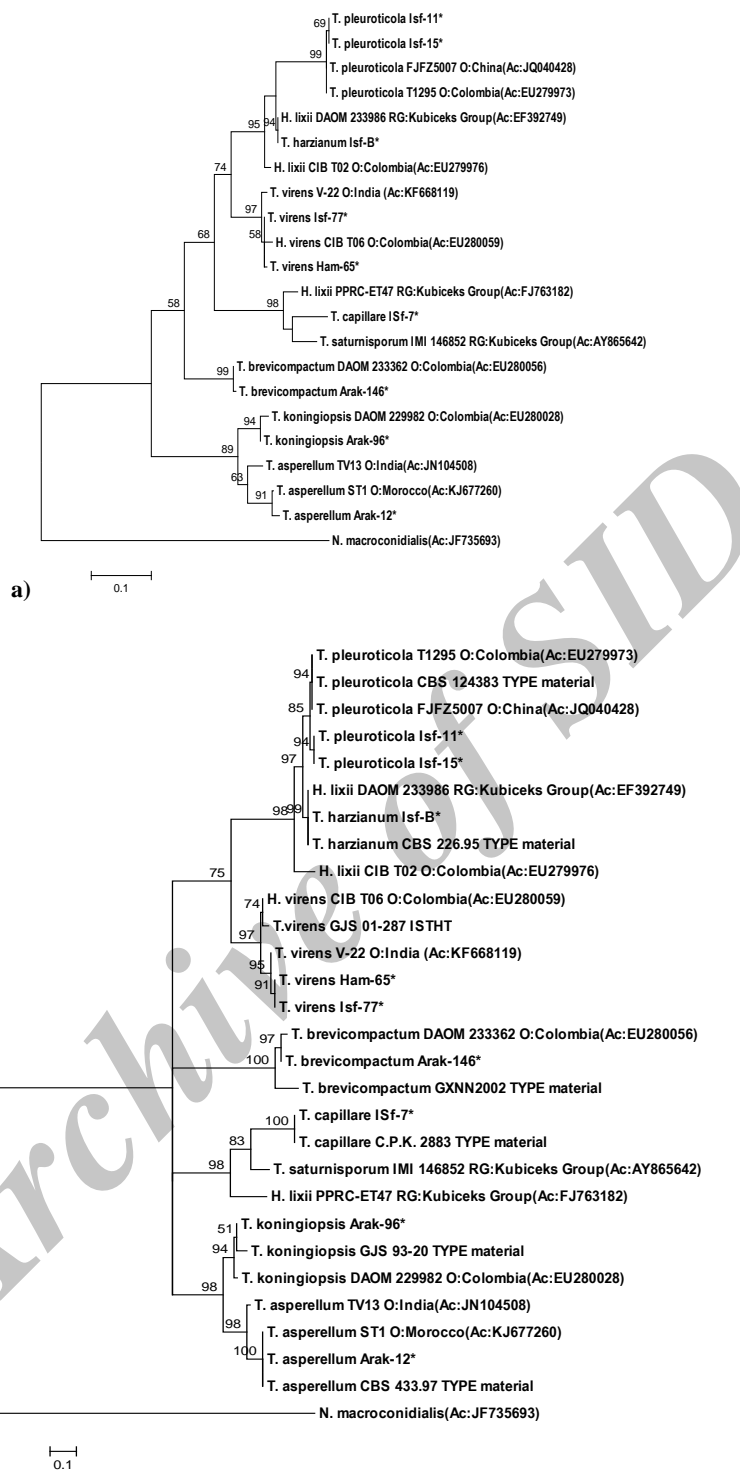 69
T. pleuroticola Isf-11*
T. pleuroticola Isf-15*
99
T. pleuroticola FJFZ5007 O:China(Ac:JQ040428)
T. pleuroticola T1295 O:Colombia(Ac:EU279973)
H. lixii DAOM 233986 RG:Kubiceks Group(Ac:EF392749)
95
94
T. harzianum Isf-B*
H. lixii CIB T02 O:Colombia(Ac:EU279976)
74
T. virens V-22 O:India (Ac:KF668119)
97
T. virens Isf-77*
68
58
H. virens CIB T06 O:Colombia(Ac:EU280059)
T. virens Ham-65*
H. lixii PPRC-ET47 RG:Kubiceks Group(Ac:FJ763182)
58
98
T. capillare ISf-7*
T. saturnisporum IMI 146852 RG:Kubiceks Group(Ac:AY865642)
T. brevicompactum DAOM 233362 O:Colombia(Ac:EU280056)
99
T. brevicompactum Arak-146*
T. koningiopsis DAOM 229982 O:Colombia(Ac:EU280028)
94
T. koningiopsis Arak-96*
89
T. asperellum TV13 O:India(Ac:JN104508)
63
T. asperellum ST1 O:Morocco(Ac:KJ677260)
91
T. asperellum Arak-12*
N. macroconidialis(Ac:JF735693)
a)
0.1
T. pleuroticola T1295 O:Colombia(Ac:EU279973)
94
T. pleuroticola CBS 124383 TYPE material
T. pleuroticola FJFZ5007 O:China(Ac:JQ040428)
85
T. pleuroticola Isf-11*
94
T. pleuroticola Isf-15*
97
H. lixii DAOM 233986 RG:Kubiceks Group(Ac:EF392749)
98
99
T. harzianum Isf-B*
T. harzianum CBS 226.95 TYPE material
H. lixii CIB T02 O:Colombia(Ac:EU279976)
75
H. virens CIB T06 O:Colombia(Ac:EU280059)
74
T.virens GJS 01-287 ISTHT
97
T. virens V-22 O:India (Ac:KF668119)
95
T. virens Ham-65*
91
T. virens Isf-77*
T. brevicompactum DAOM 233362 O:Colombia(Ac:EU280056)
97
T. brevicompactum Arak-146*
100
T. brevicompactum GXNN2002 TYPE material
T. capillare ISf-7*
100
T. capillare C.P.K. 2883 TYPE material
83
T. saturnisporum IMI 146852 RG:Kubiceks Group(Ac:AY865642)
98
H. lixii PPRC-ET47 RG:Kubiceks Group(Ac:FJ763182)
T. koningiopsis Arak-96*
51
T. koningiopsis GJS 93-20 TYPE material
94
T. koningiopsis DAOM 229982 O:Colombia(Ac:EU280028)
98
T. asperellum TV13 O:India(Ac:JN104508)
98
T. asperellum ST1 O:Morocco(Ac:KJ677260)
100
T. asperellum Arak-12*
T. asperellum CBS 433.97 TYPE material
N. macroconidialis(Ac:JF735693)
0.1
Archive of SID